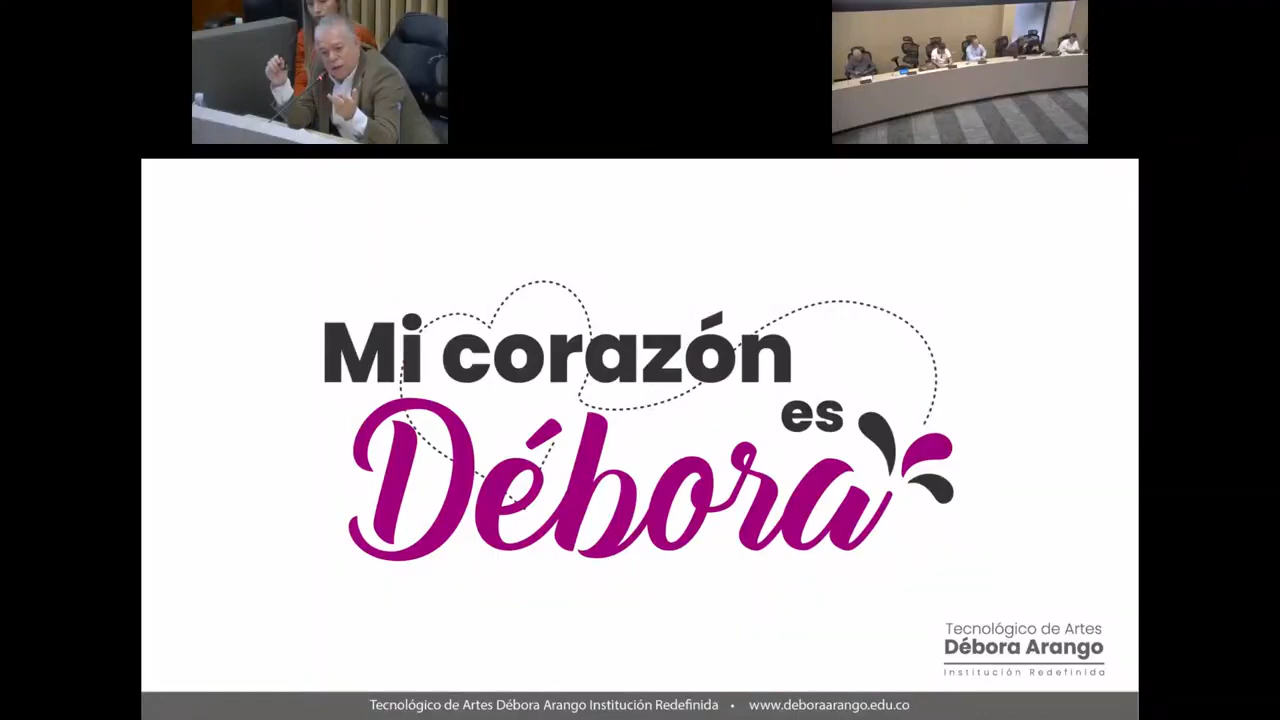 Mi corazón
es
Débora
Tecnológico de Artes
Débora Arango
Institución Redefinida
Tecnológico de Artes Débora Arango Institución Redefinida • www.deboraarango.edu.co